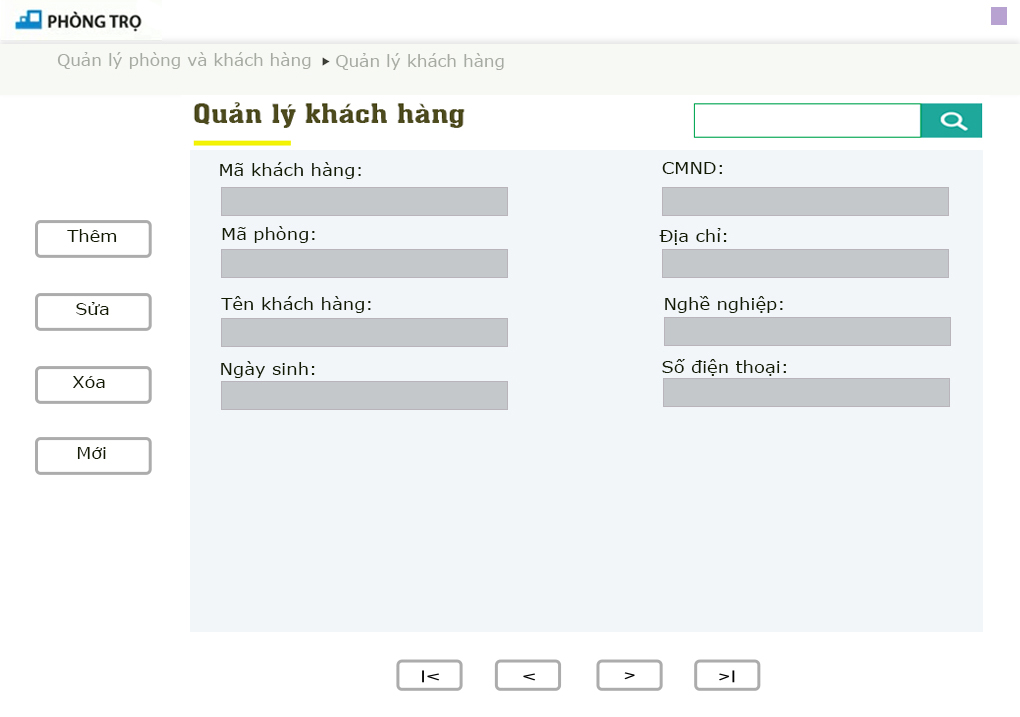 PHÒNG TRỌ
Quản lý phòng và khách hàng ▸ Quản lý khách hàng
Quản lý khách hàng
Mã khách hàng:
CMND:
Mã phòng:
Địa chỉ:
Tên khách hàng:
Nghề nghiệp:
Ngày sinh:
Số điện thoại:
Thêm
Sửa
Xóa
Mới
|<
<
>
>|